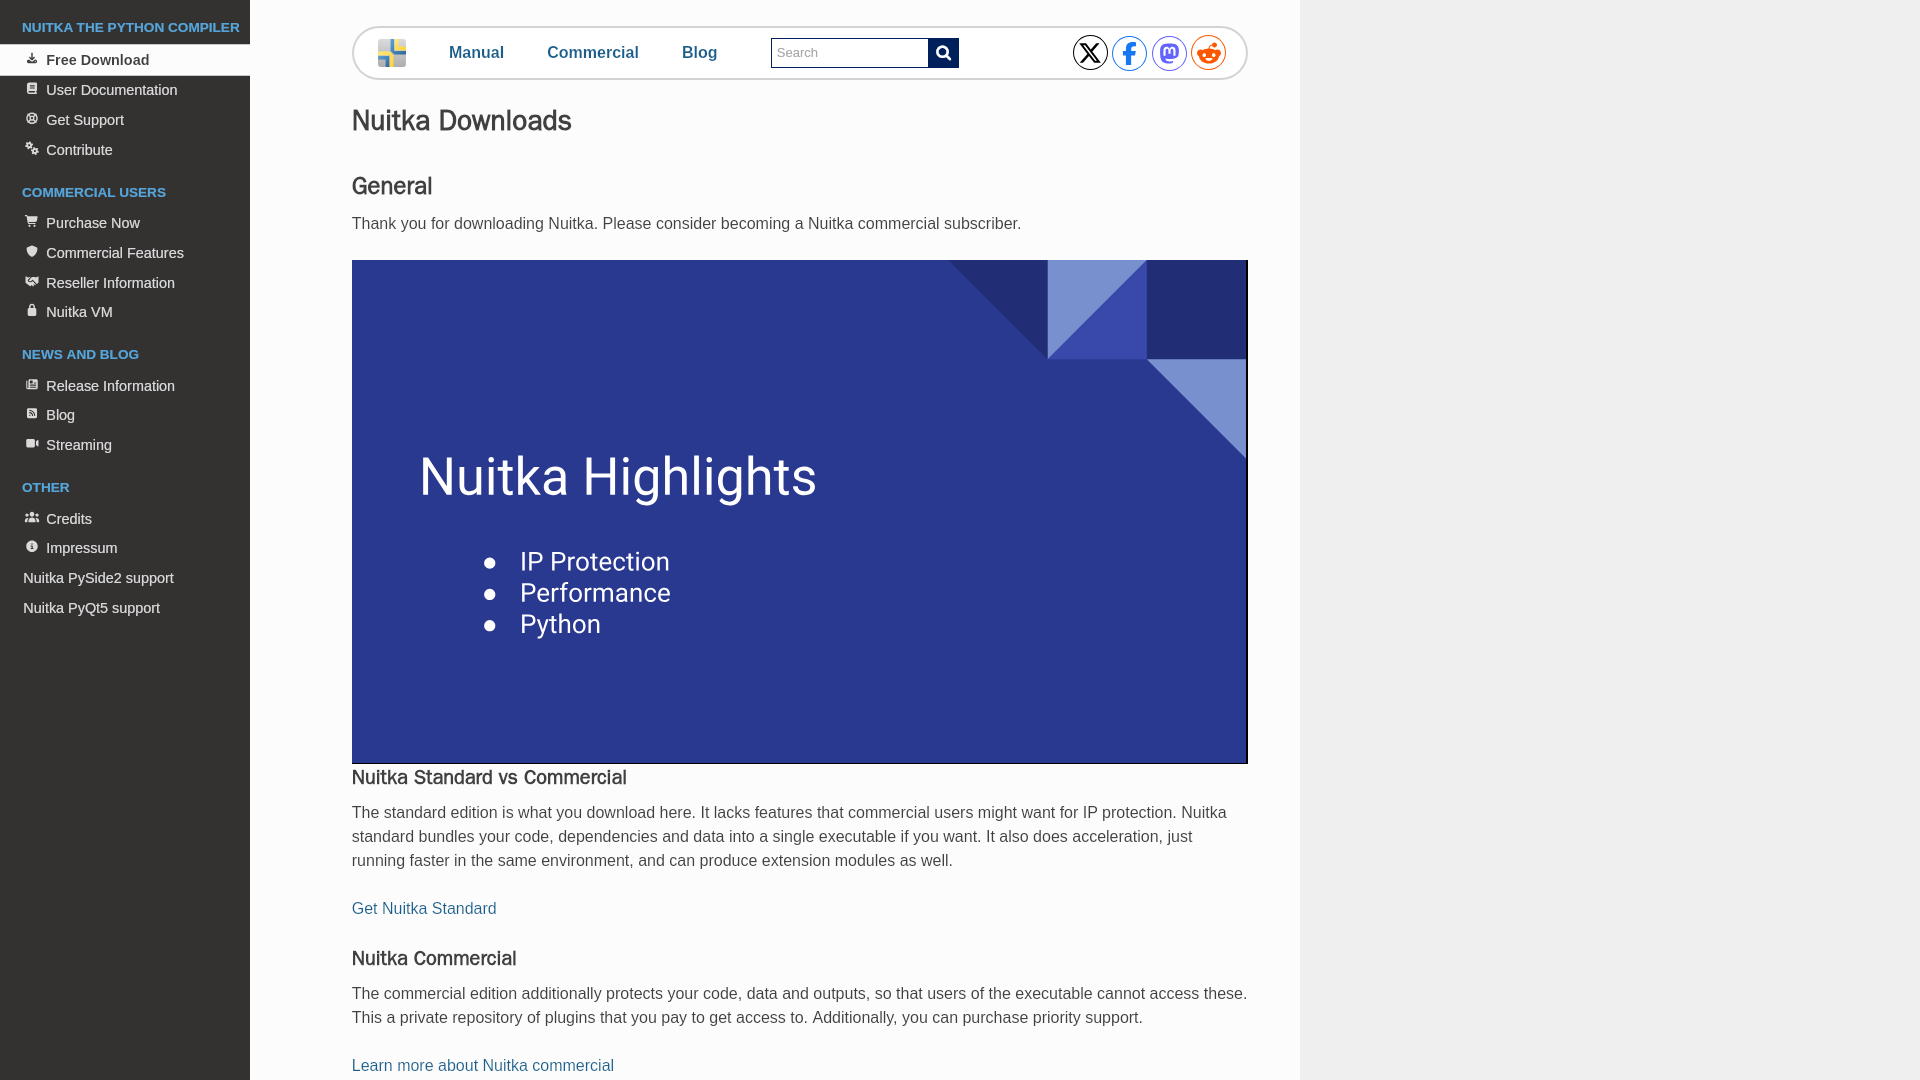 NUITKA THE PYTHON COMPILER
Free Download
User Documentation
Get Support
Contribute
COMMERCIAL USERS
Purchase Now
Commercial Features
Reseller Information
Nuitka VM
NEWS AND BLOG
Release Information
Blog
Streaming
OTHER
Credits
Impressum
Nuitka PySide2 support
Nuitka PyQt5 support
Manual
Commercial
Blog
Search
Nuitka Downloads
General
Thank you for downloading Nuitka. Please consider becoming a Nuitka commercial subscriber.
Nuitka Highlights
● IP Protection
● Performance
● Python
Nuitka Standard vs Commercial
The standard edition is what you download here. It lacks features that commercial users might want for IP protection. Nuitka
standard bundles your code, dependencies and data into a single executable if you want. It also does acceleration, just
running faster in the same environment, and can produce extension modules as well.
Get Nuitka Standard
Nuitka Commercial
The commercial edition additionally protects your code, data and outputs, so that users of the executable cannot access these.
This a private repository of plugins that you pay to get access to. Additionally, you can purchase priority support.
Learn more about Nuitka commercial